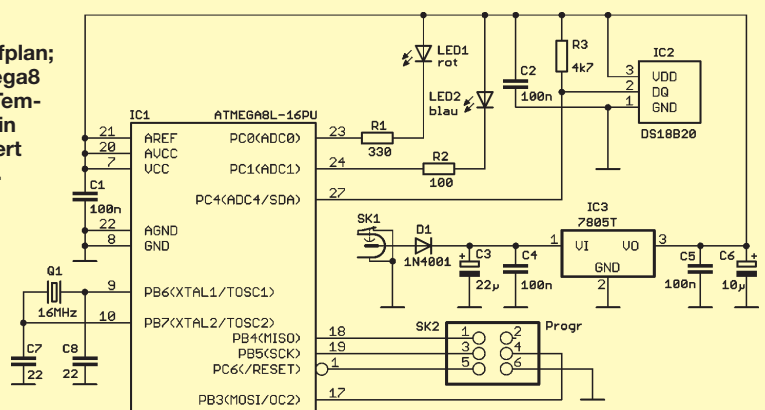 fplan;
ega8
Tem-
in
ert
IC1
ATMEGA8L-16PU
21 AREF
20 AVCC
7 VCC
22 AGND
8 GND
9 PB6(XTAL1/TOSC1)
10 PB7(XTAL2/TOSC2)
PC0(ADC0) 23
PC1(ADC1) 24
PC4(ADC4/SDA) 27
PB4(MISO) 18
PB5(SCK) 19
PC6(/RESET) 1
PB3(MOSI/OC2) 17
C1
100n
Q1
16MHz
C7
22
C8
22
R1
330
R2
100
LED1
rot
LED2
blau
C2
100n
R3
4k7
IC2
3 VDD
2 DQ
1 GND
DS18B20
SK1
D1
1N4001
+
C3
22µ
C4
100n
IC3
7805T
1 VI
VO 3
GND
2
C5
100n
C6
+
10µ
SK2
Progr
1 2
3 4
5 6